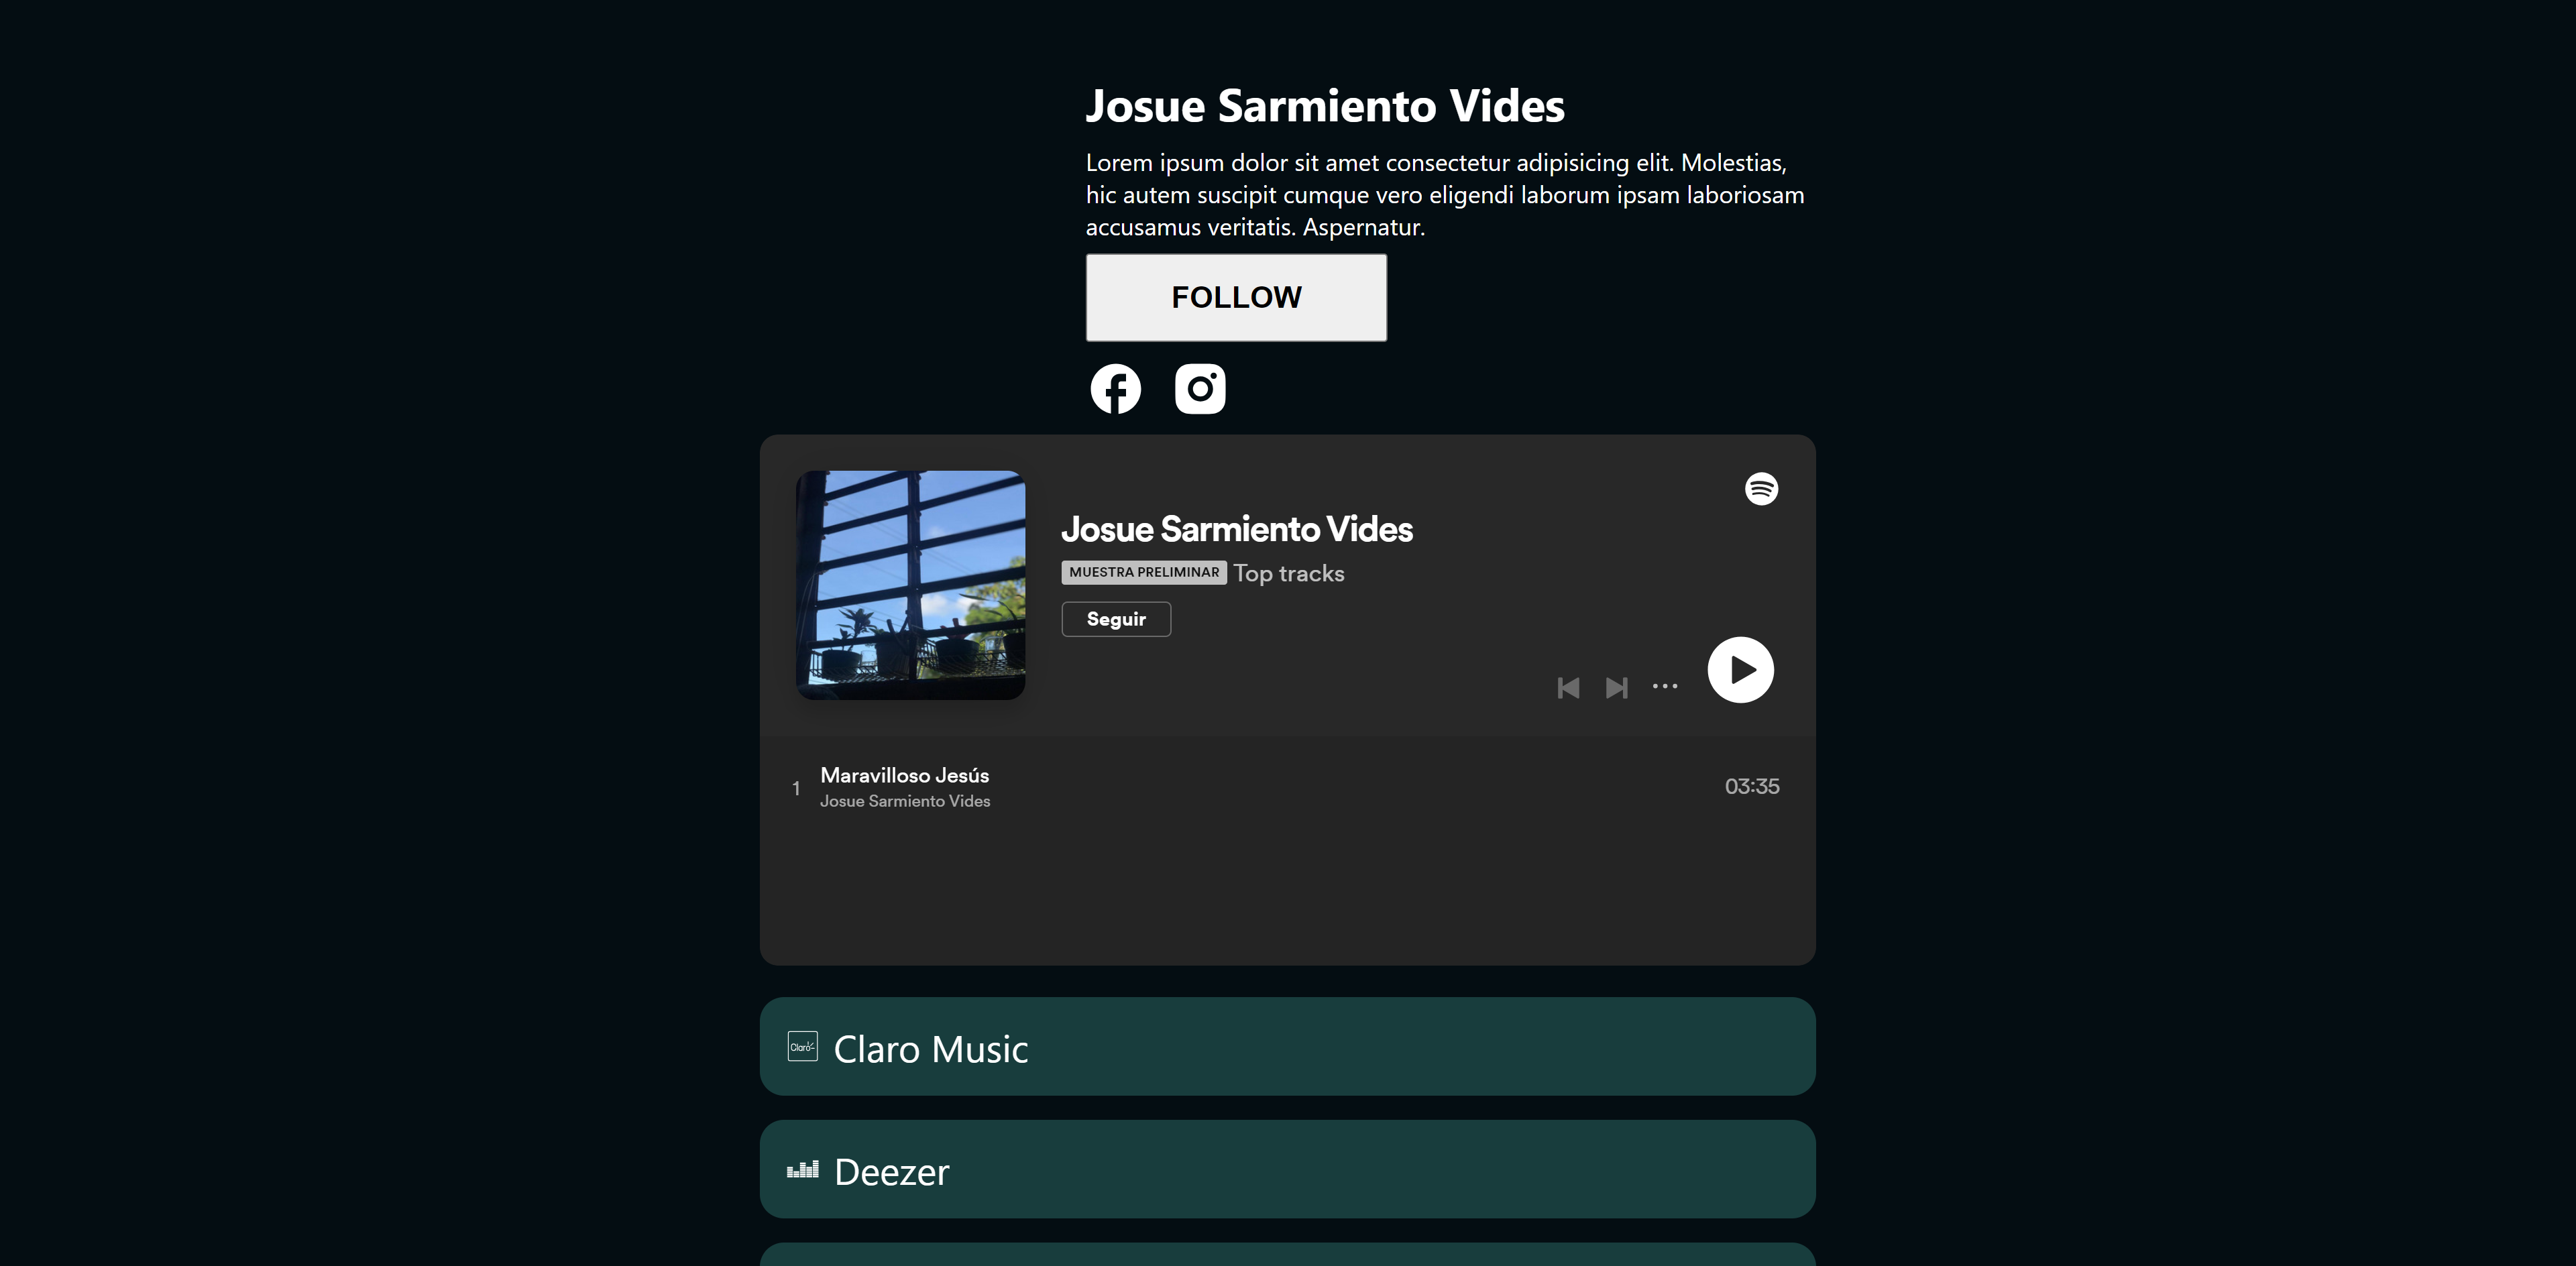 Josue Sarmiento Vides
Lorem ipsum dolor sit amet consectetur adipisicing elit. Molestias,
hic autem suscipit cumque vero eligendi laborum ipsam laboriosam
accusamus veritatis. Aspernatur.
FOLLOW
Josue Sarmiento Vides
MUESTRA PRELIMINAR Top tracks
Seguir
1 Maravilloso Jesús 03:35
Josue Sarmiento Vides
Claro Claro Music
Deezer